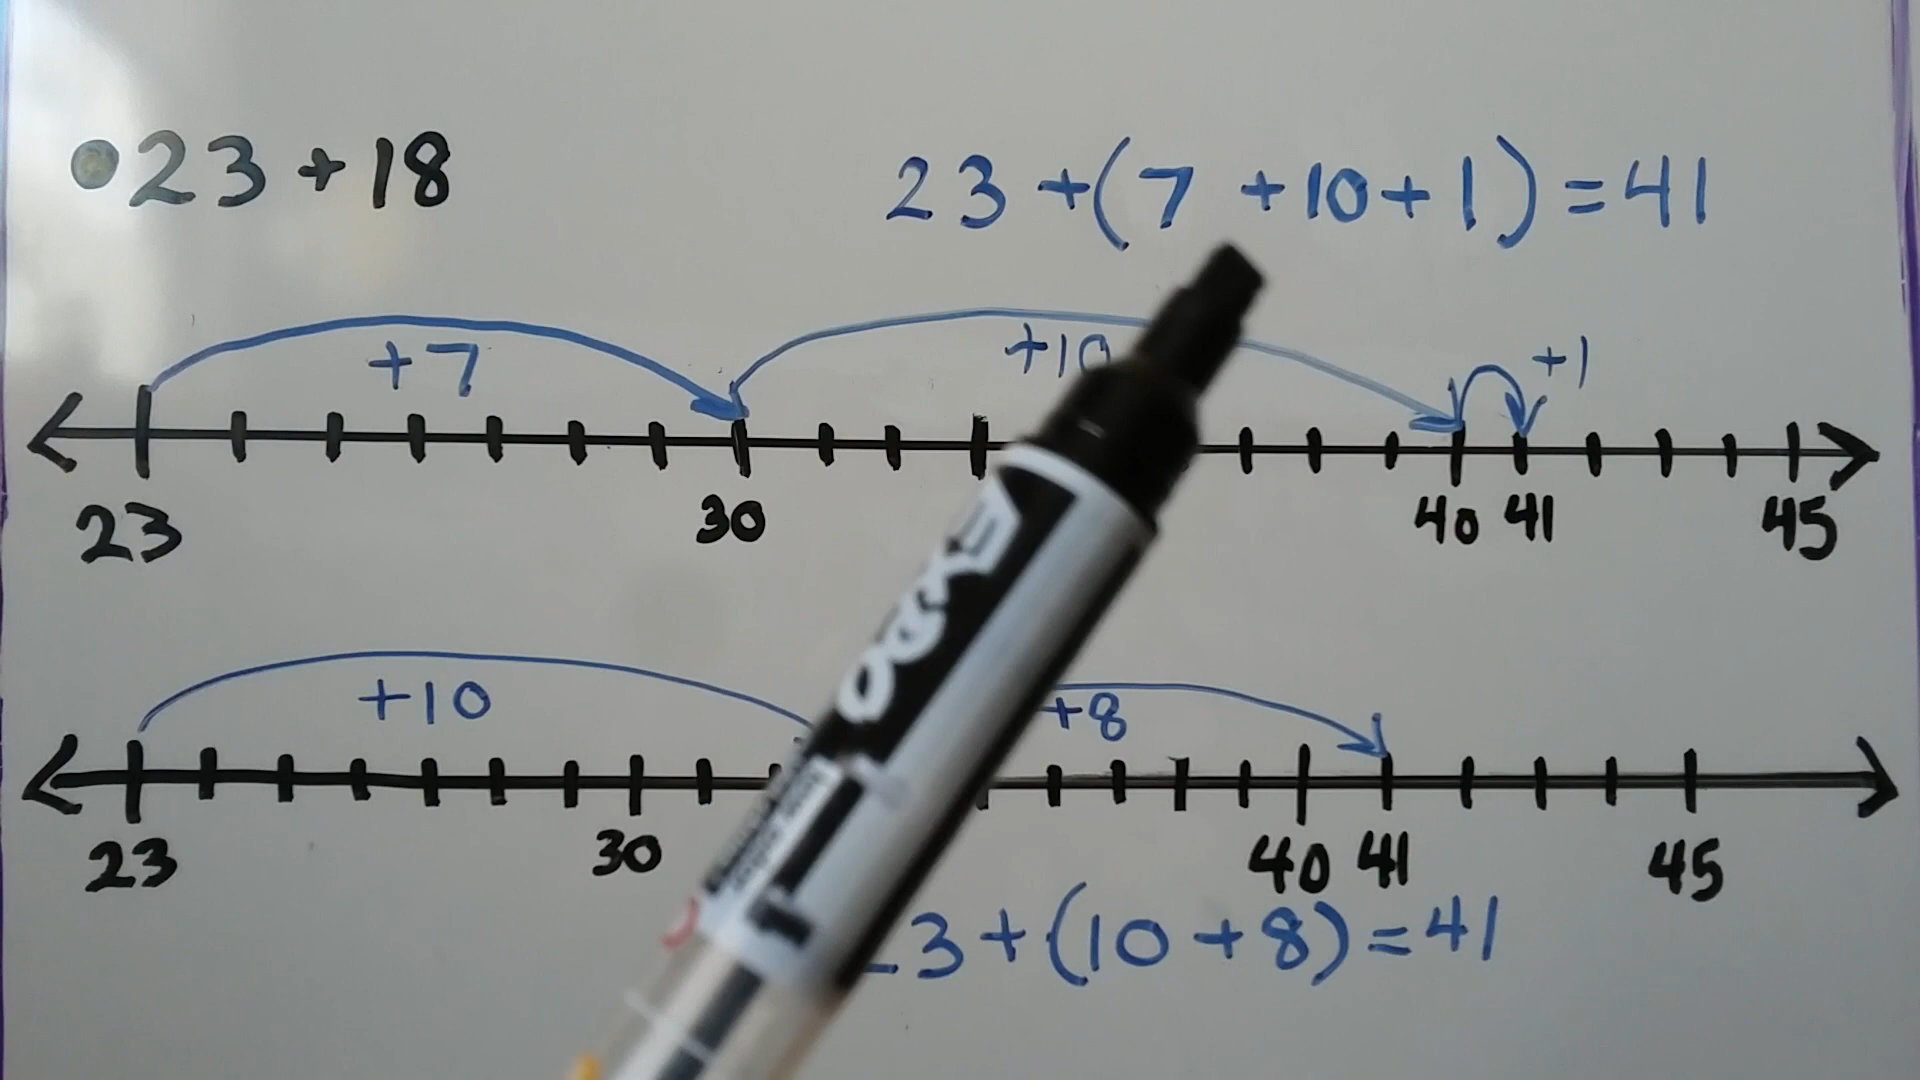 23+18
23+(7+10+1)=41
+7 +10 +1
23 30 40 41 45
+10 +8
23 30 40 41 45
3+(10+8)=41
EXPO